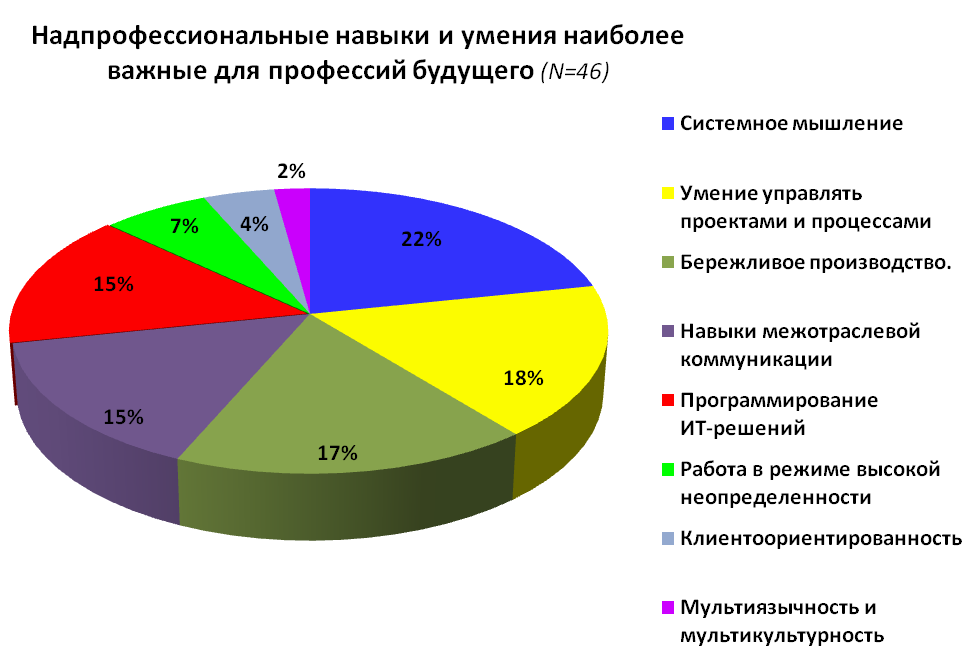 Надпрофессиональные навыки и умения наиболее
важные для профессий будущего (N=46)
2%
22%
4%
7%
15%
18%
15%
17%
Системное мышление
Умение управлять
проектами и процессами
Бережливое производство.
Навыки межотраслевой
коммуникации
Программирование
ИТ-решений
Работа в режиме высокой
неопределенности
Клиентоориентированность
Мультиязычность и
мультикультурность